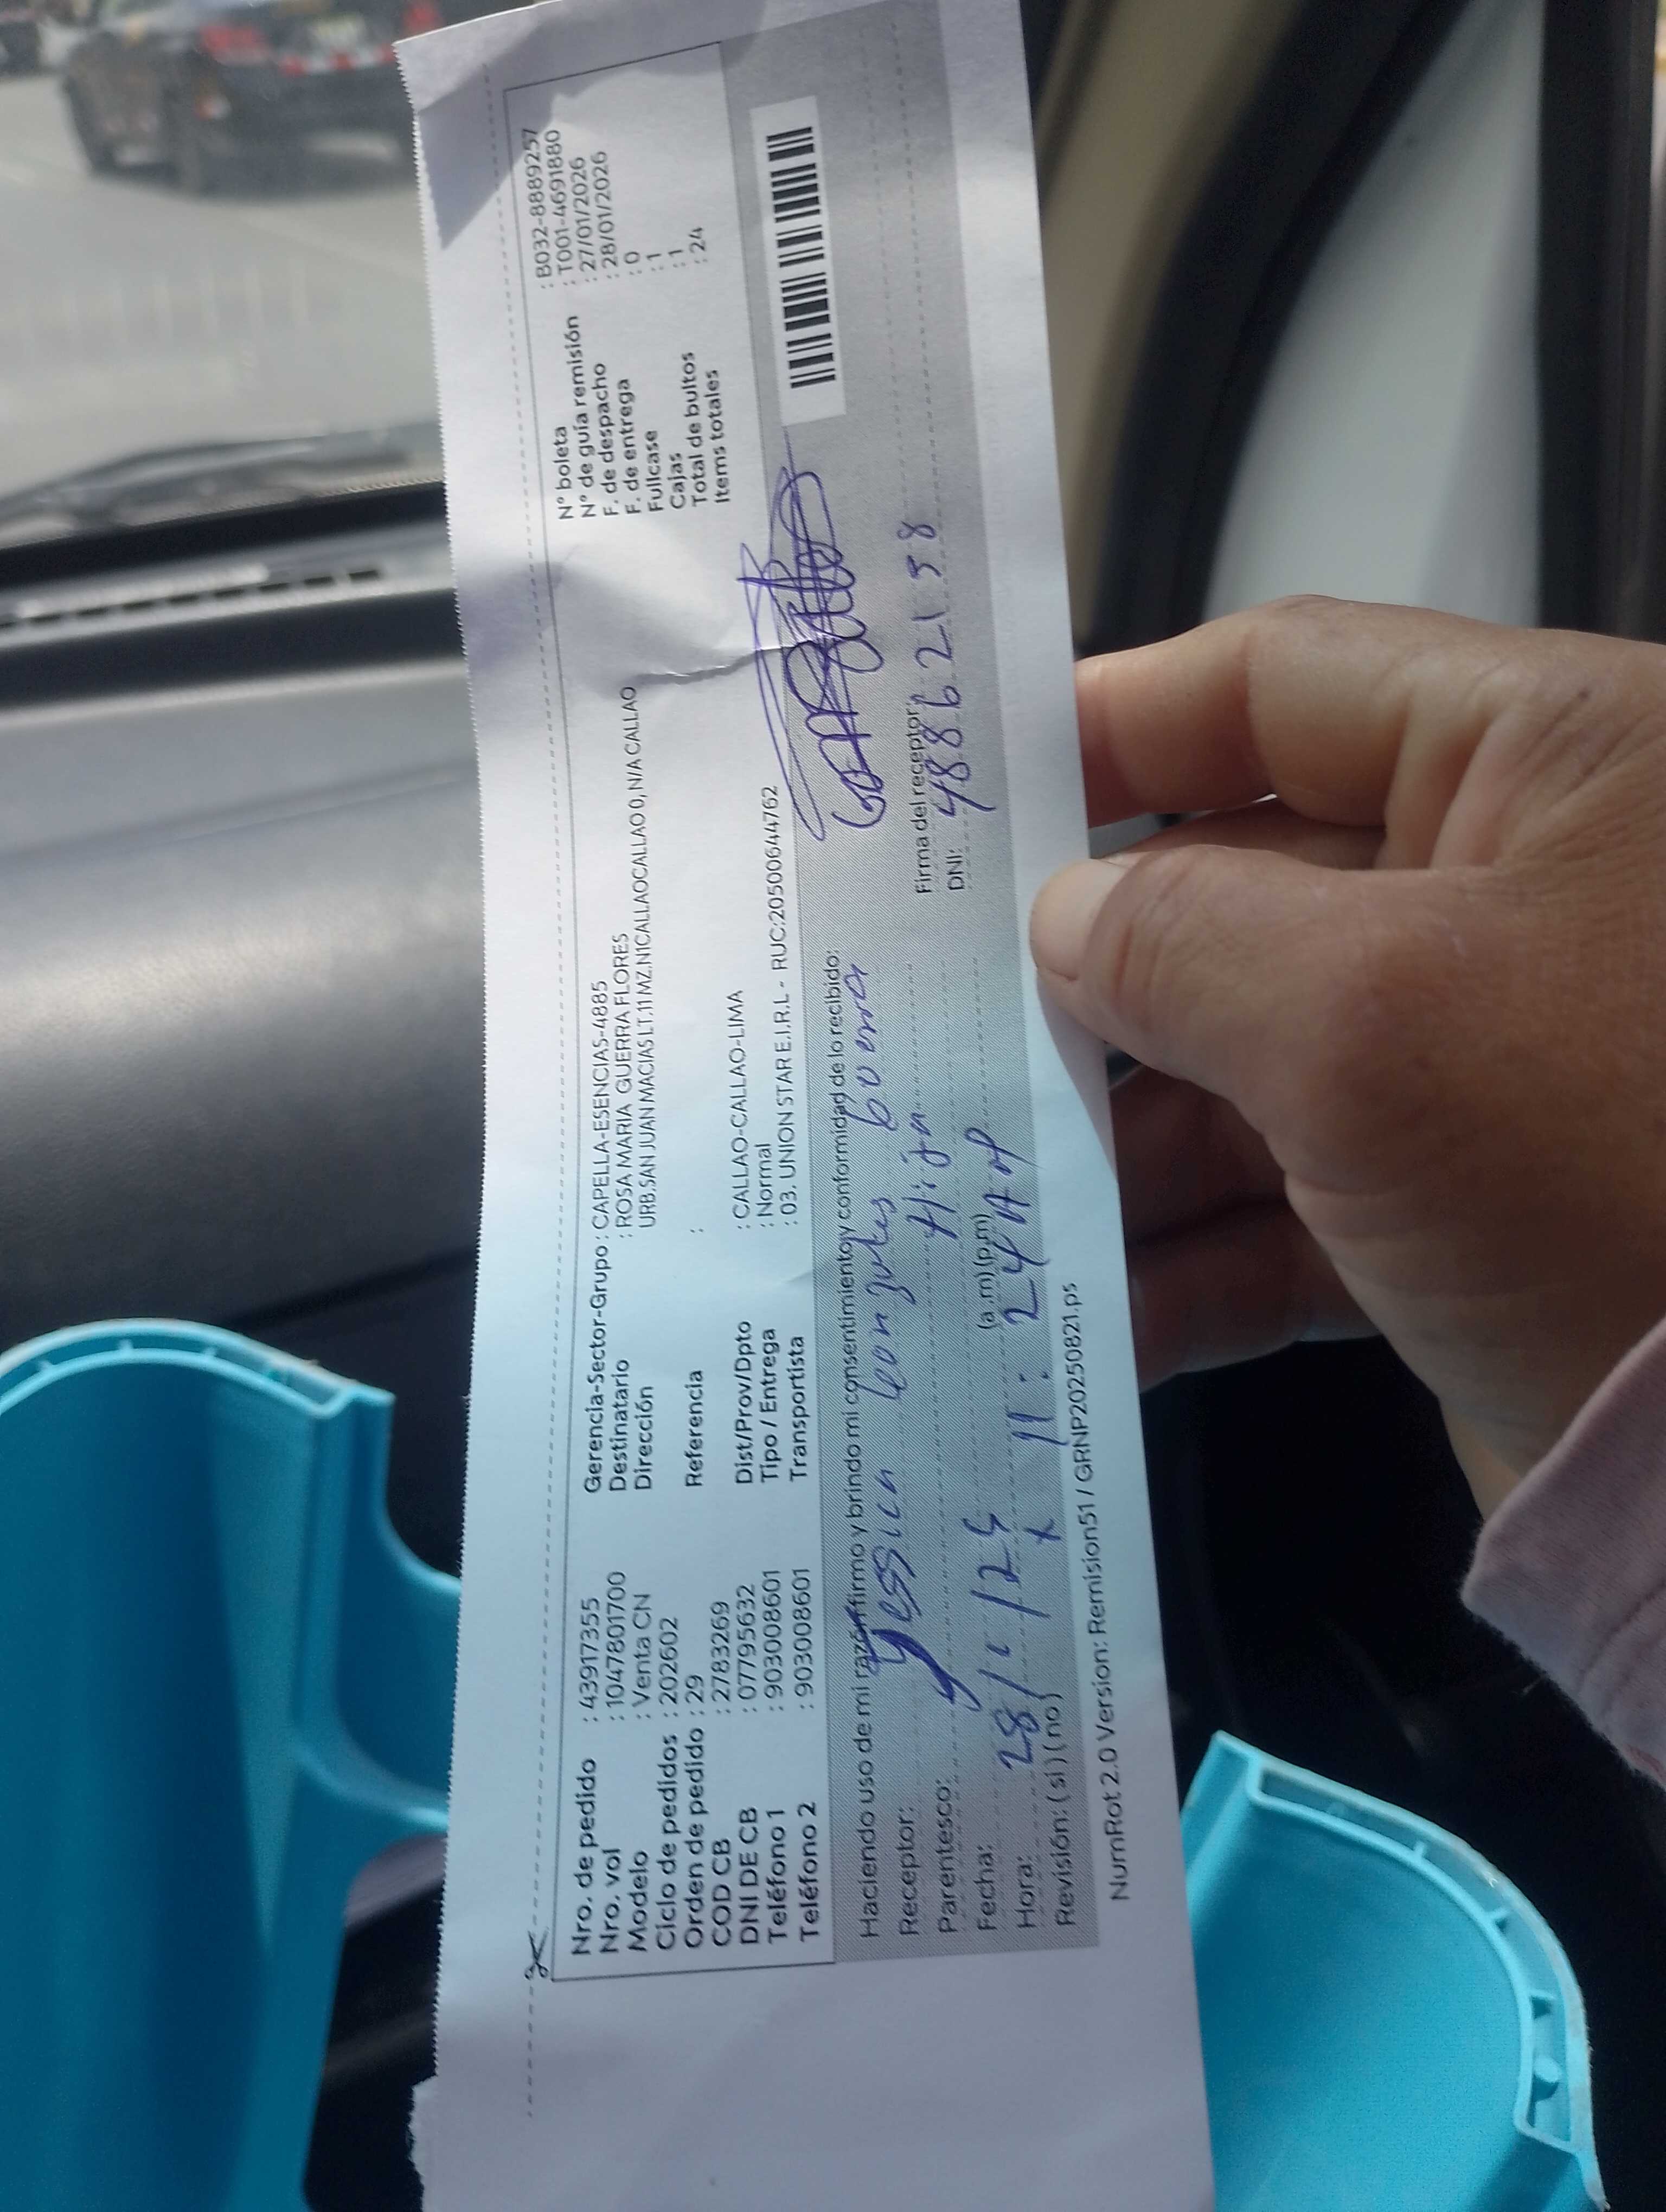 Nro. de pedido : 43917355
Nro. vol : 1047801700
Modelo : Venta CN
Ciclo de pedidos : 202602
Orden de pedido : 29
COD CB : 2783269
DNI DE CB : 07795632
Teléfono 1 : 903008601
Teléfono 2 : 903008601
Gerencia-Sector-Grupo : CAPELLA-ESENCIAS-4885
Destinatario : ROSA MARIA GUERRA FLORES
Dirección URB.SAN JUAN MACIAS LT.11 MZ.N1CALLAOCALLAO 0, N/A CALLAO
Referencia :
Dist/Prov/Dpto : CALLAO-CALLAO-LIMA
Tipo / Entrega : Normal
Transportista : 03. UNION STAR E.I.R.L - RUC:20500644762
N° boleta : B032-8889257
N° de guía remisión : T001-4691880
F. de despacho : 27/01/2026
F. de entrega : 28/01/2026
Fullcase : 0
Cajas : 1
Total de bultos : 1
Items totales : 24
Haciendo uso de mi razón firmo y brindo mi consentimiento y conformidad de lo recibido:
Receptor: Yessica
Parentesco: Hija
Fecha: 28/
Hora: (a .m) (p.m) 11: 24
Revisión: ( si ) ( no ) x
Firma del receptor:
DNI: 48862138
NumRot 2.0 Version: Remision51 / GRNP20250821.ps